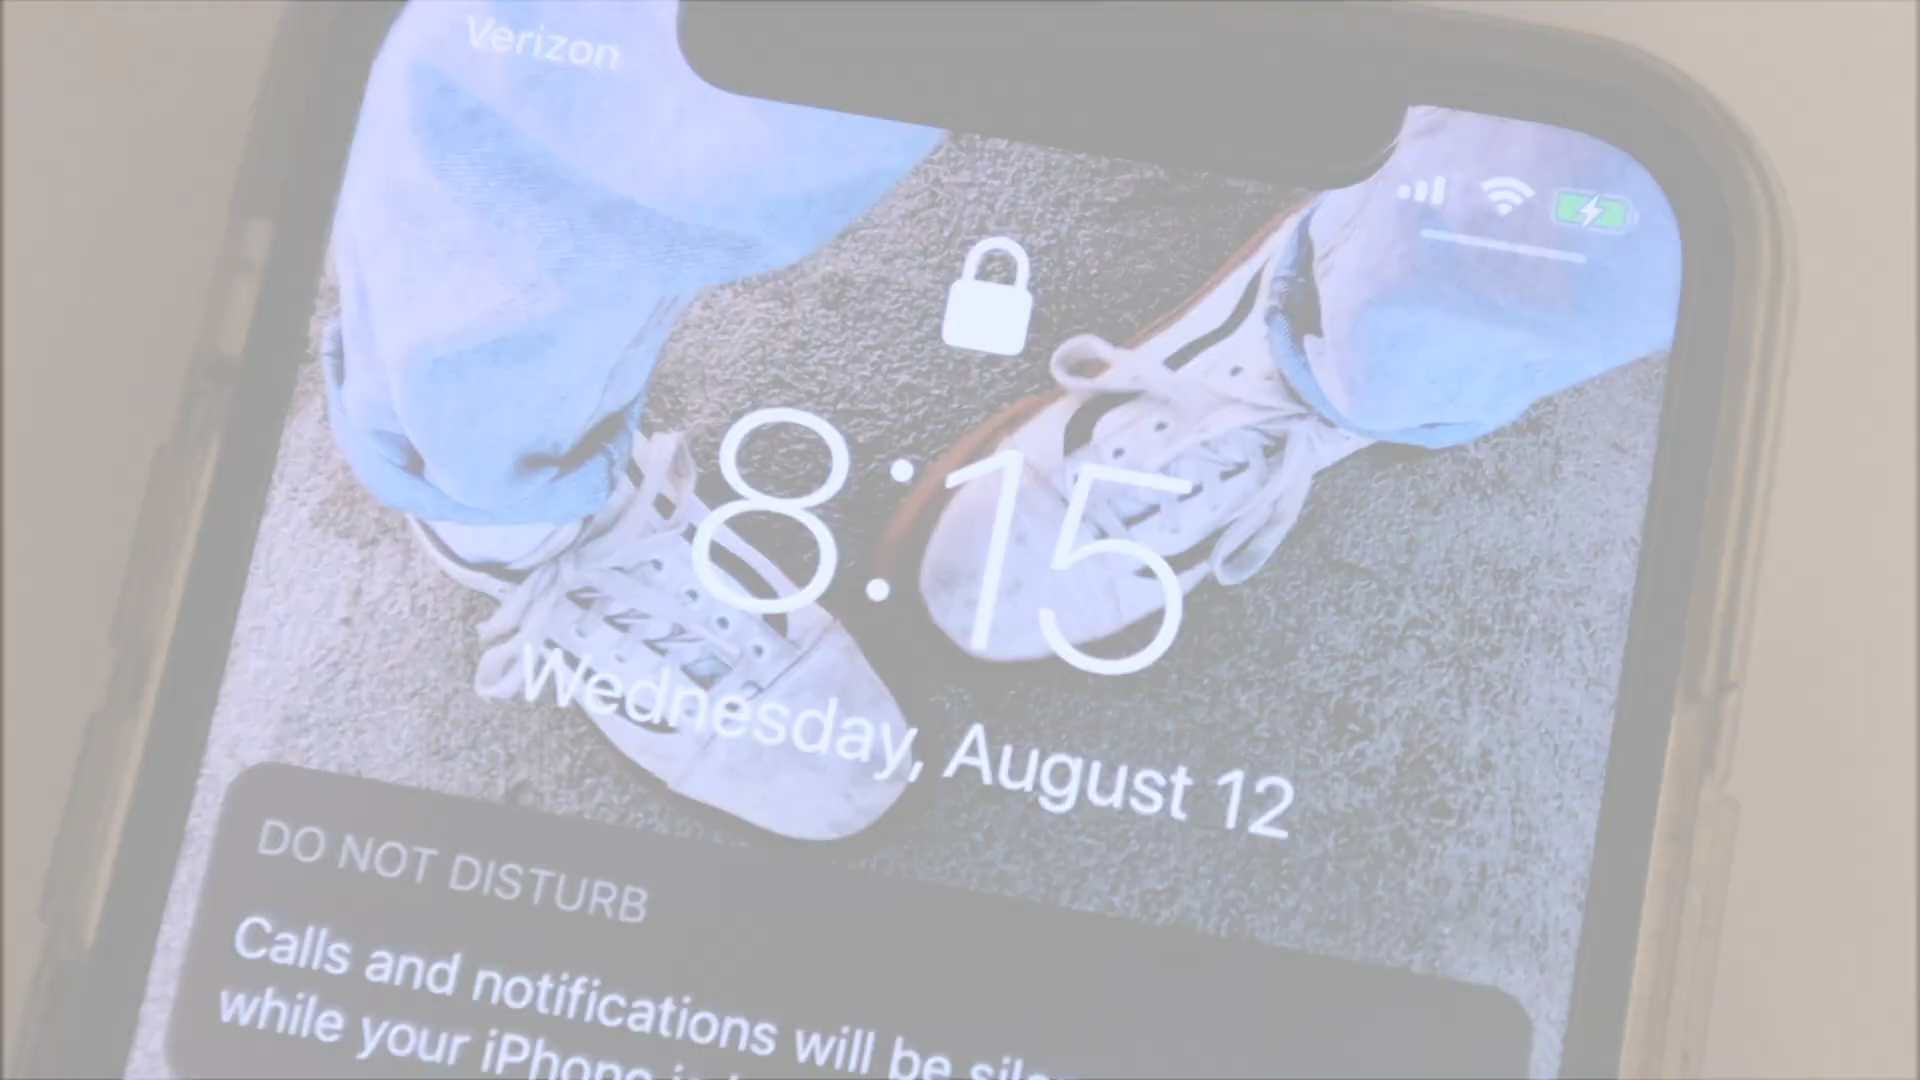 Verizon
8:15
Wednesday, August 12
DO NOT DISTURB
Calls and notifications will be
while your iPhone